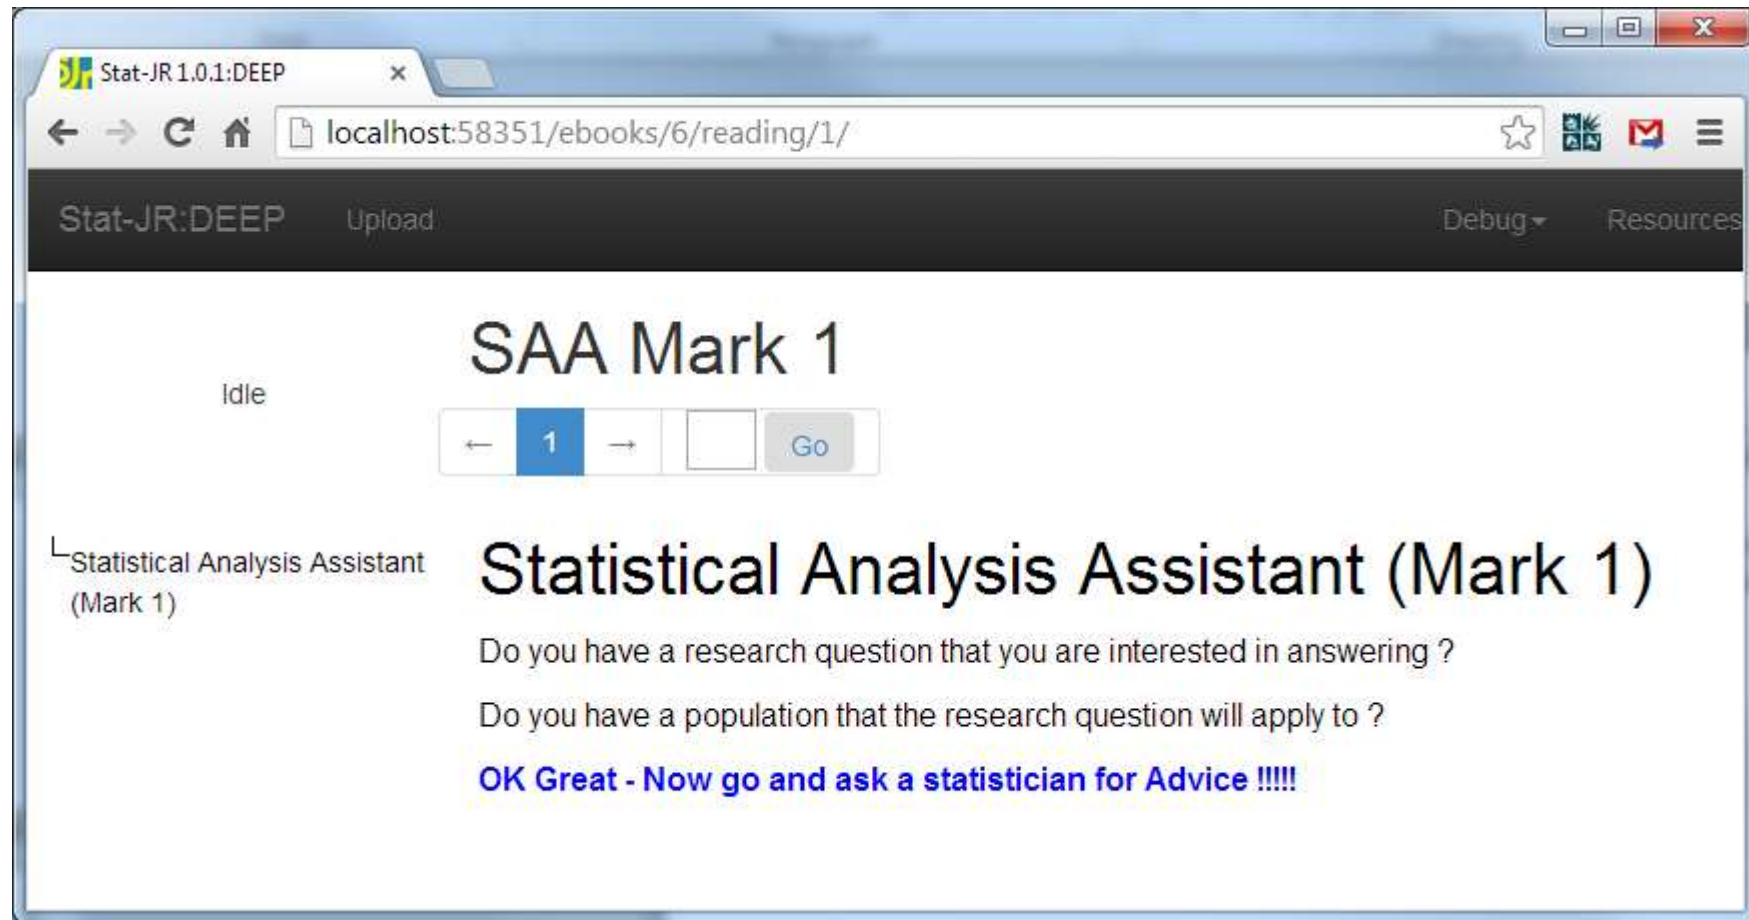 Stat-JR 1.0.1:DEEP
localhost:58351/ebooks/6/reading/1/
Stat-JR:DEEP Upload Debug Resources
SAA Mark 1
Idle
← 1 → Go
Statistical Analysis Assistant
(Mark 1)
Statistical Analysis Assistant (Mark 1)
Do you have a research question that you are interested in answering ?
Do you have a population that the research question will apply to ?
OK Great - Now go and ask a statistician for Advice !!!!!